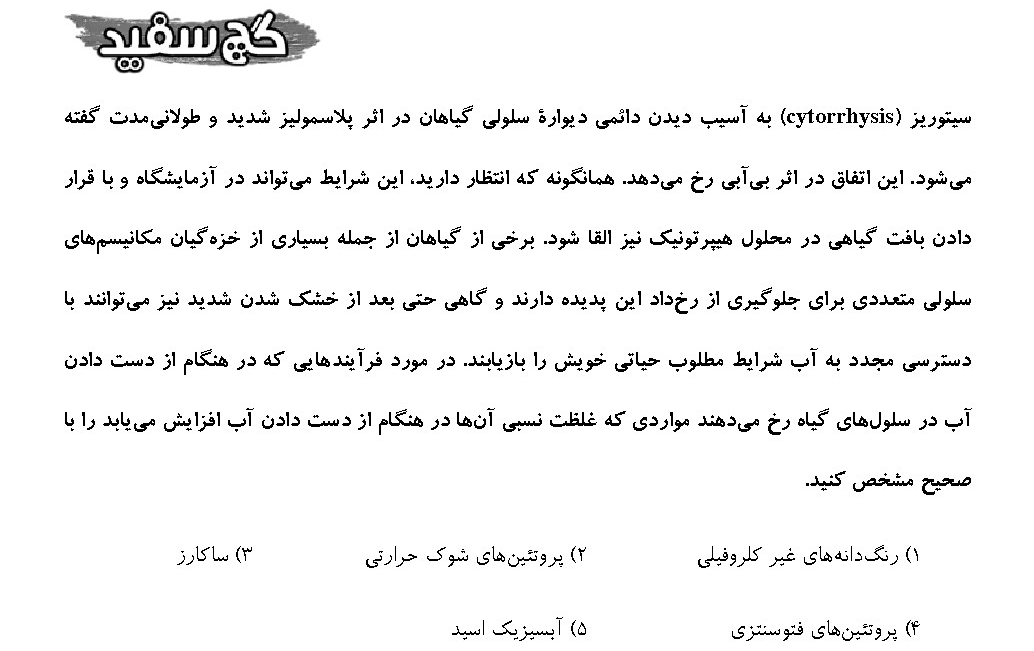 گچ سفید
سیتوریز (cytorrhysis) به آسیب دیدن دائمی دیوارهٔ سلولی گیاهان در اثر پلاسمولیز شدید و طولانی‌مدت گفته
می‌شود. این اتفاق در اثر بی‌آبی رخ می‌دهد. همانگونه که انتظار دارید، این شرایط می‌تواند در آزمایشگاه و با قرار
دادن بافت گیاهی در محلول هیپرتونیک نیز القا شود. برخی از گیاهان از جمله بسیاری از خزه‌گیان مکانیسم‌های
سلولی متعددی برای جلوگیری از رخ‌داد این پدیده دارند و گاهی حتی بعد از خشک شدن شدید نیز می‌توانند با
دسترسی مجدد به آب شرایط مطلوب حیاتی خویش را بازیابند. در مورد فرآیندهایی که در هنگام از دست دادن
آب در سلول‌های گیاه رخ می‌دهند مواردی که غلظت نسبی آن‌ها در هنگام از دست دادن آب افزایش می‌یابد را با
صحیح مشخص کنید.
۱) رنگ‌دانه‌های غیر کلروفیلی ۲) پروتئین‌های شوک حرارتی ۳) ساکارز
۴) پروتئین‌های فتوسنتزی ۵) آبسیزیک اسید